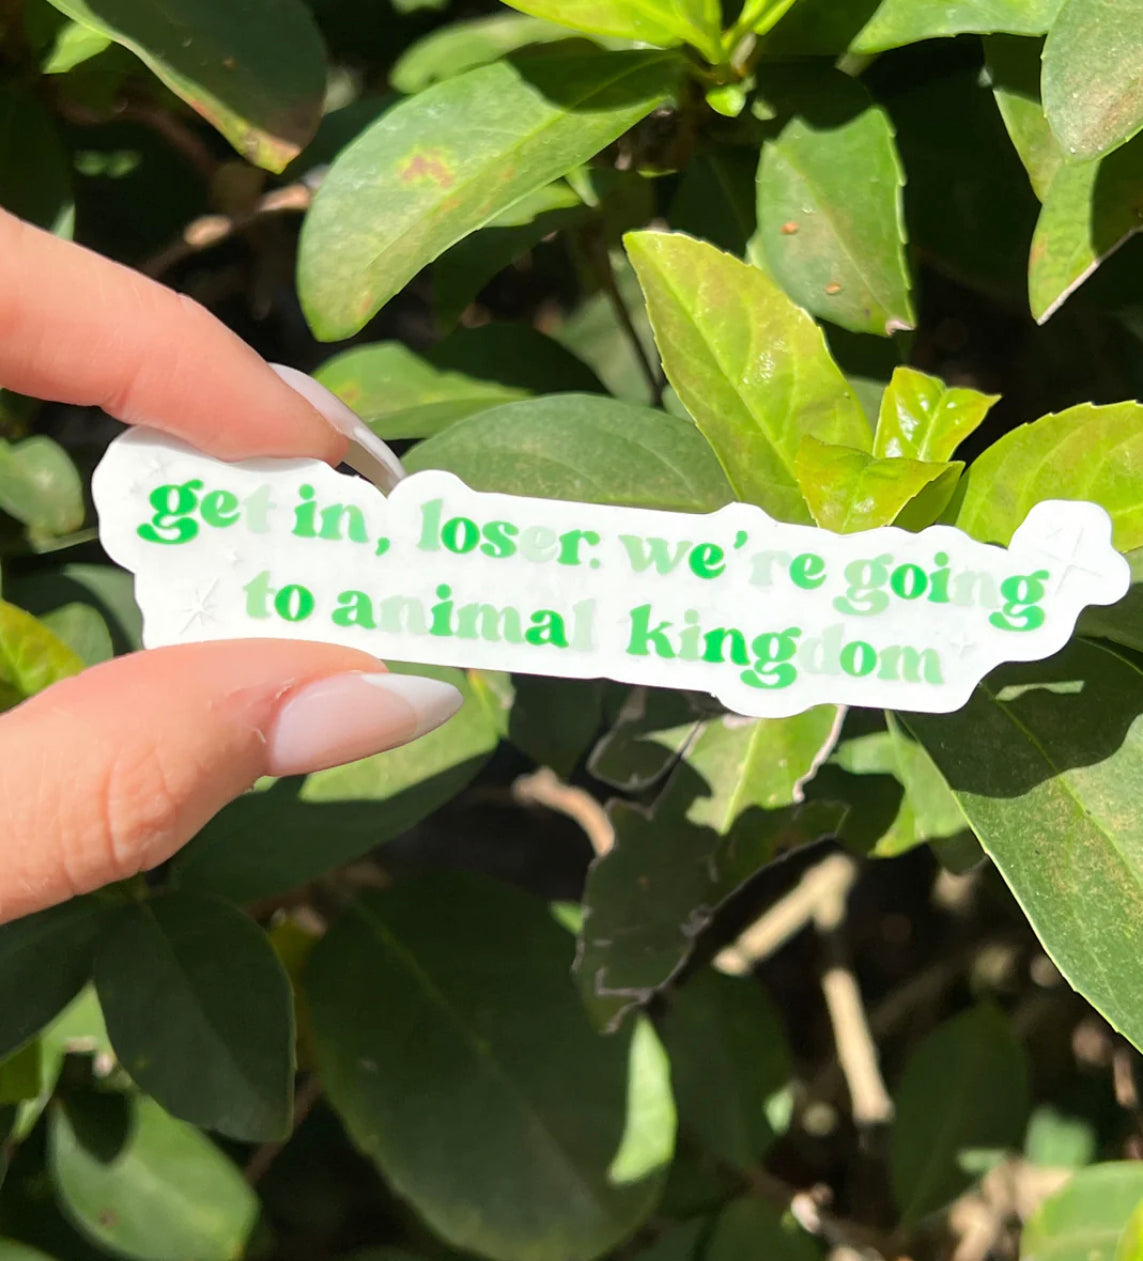 get in, loser. we're going
to animal kingdom